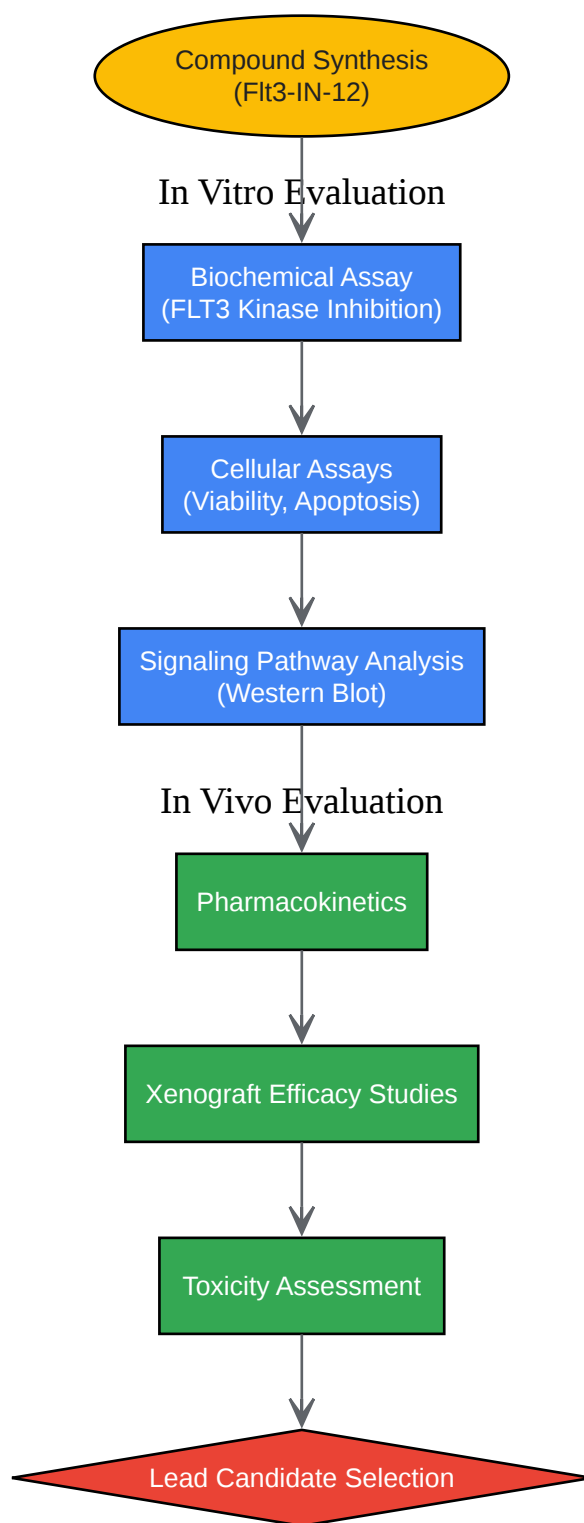 Compound Synthesis
(Flt3-IN-12)
In Vitro Evaluation
Biochemical Assay
(FLT3 Kinase Inhibition)
Cellular Assays
(Viability, Apoptosis)
Signaling Pathway Analysis
(Western Blot)
In Vivo Evaluation
Pharmacokinetics
Xenograft Efficacy Studies
Toxicity Assessment
Lead Candidate Selection